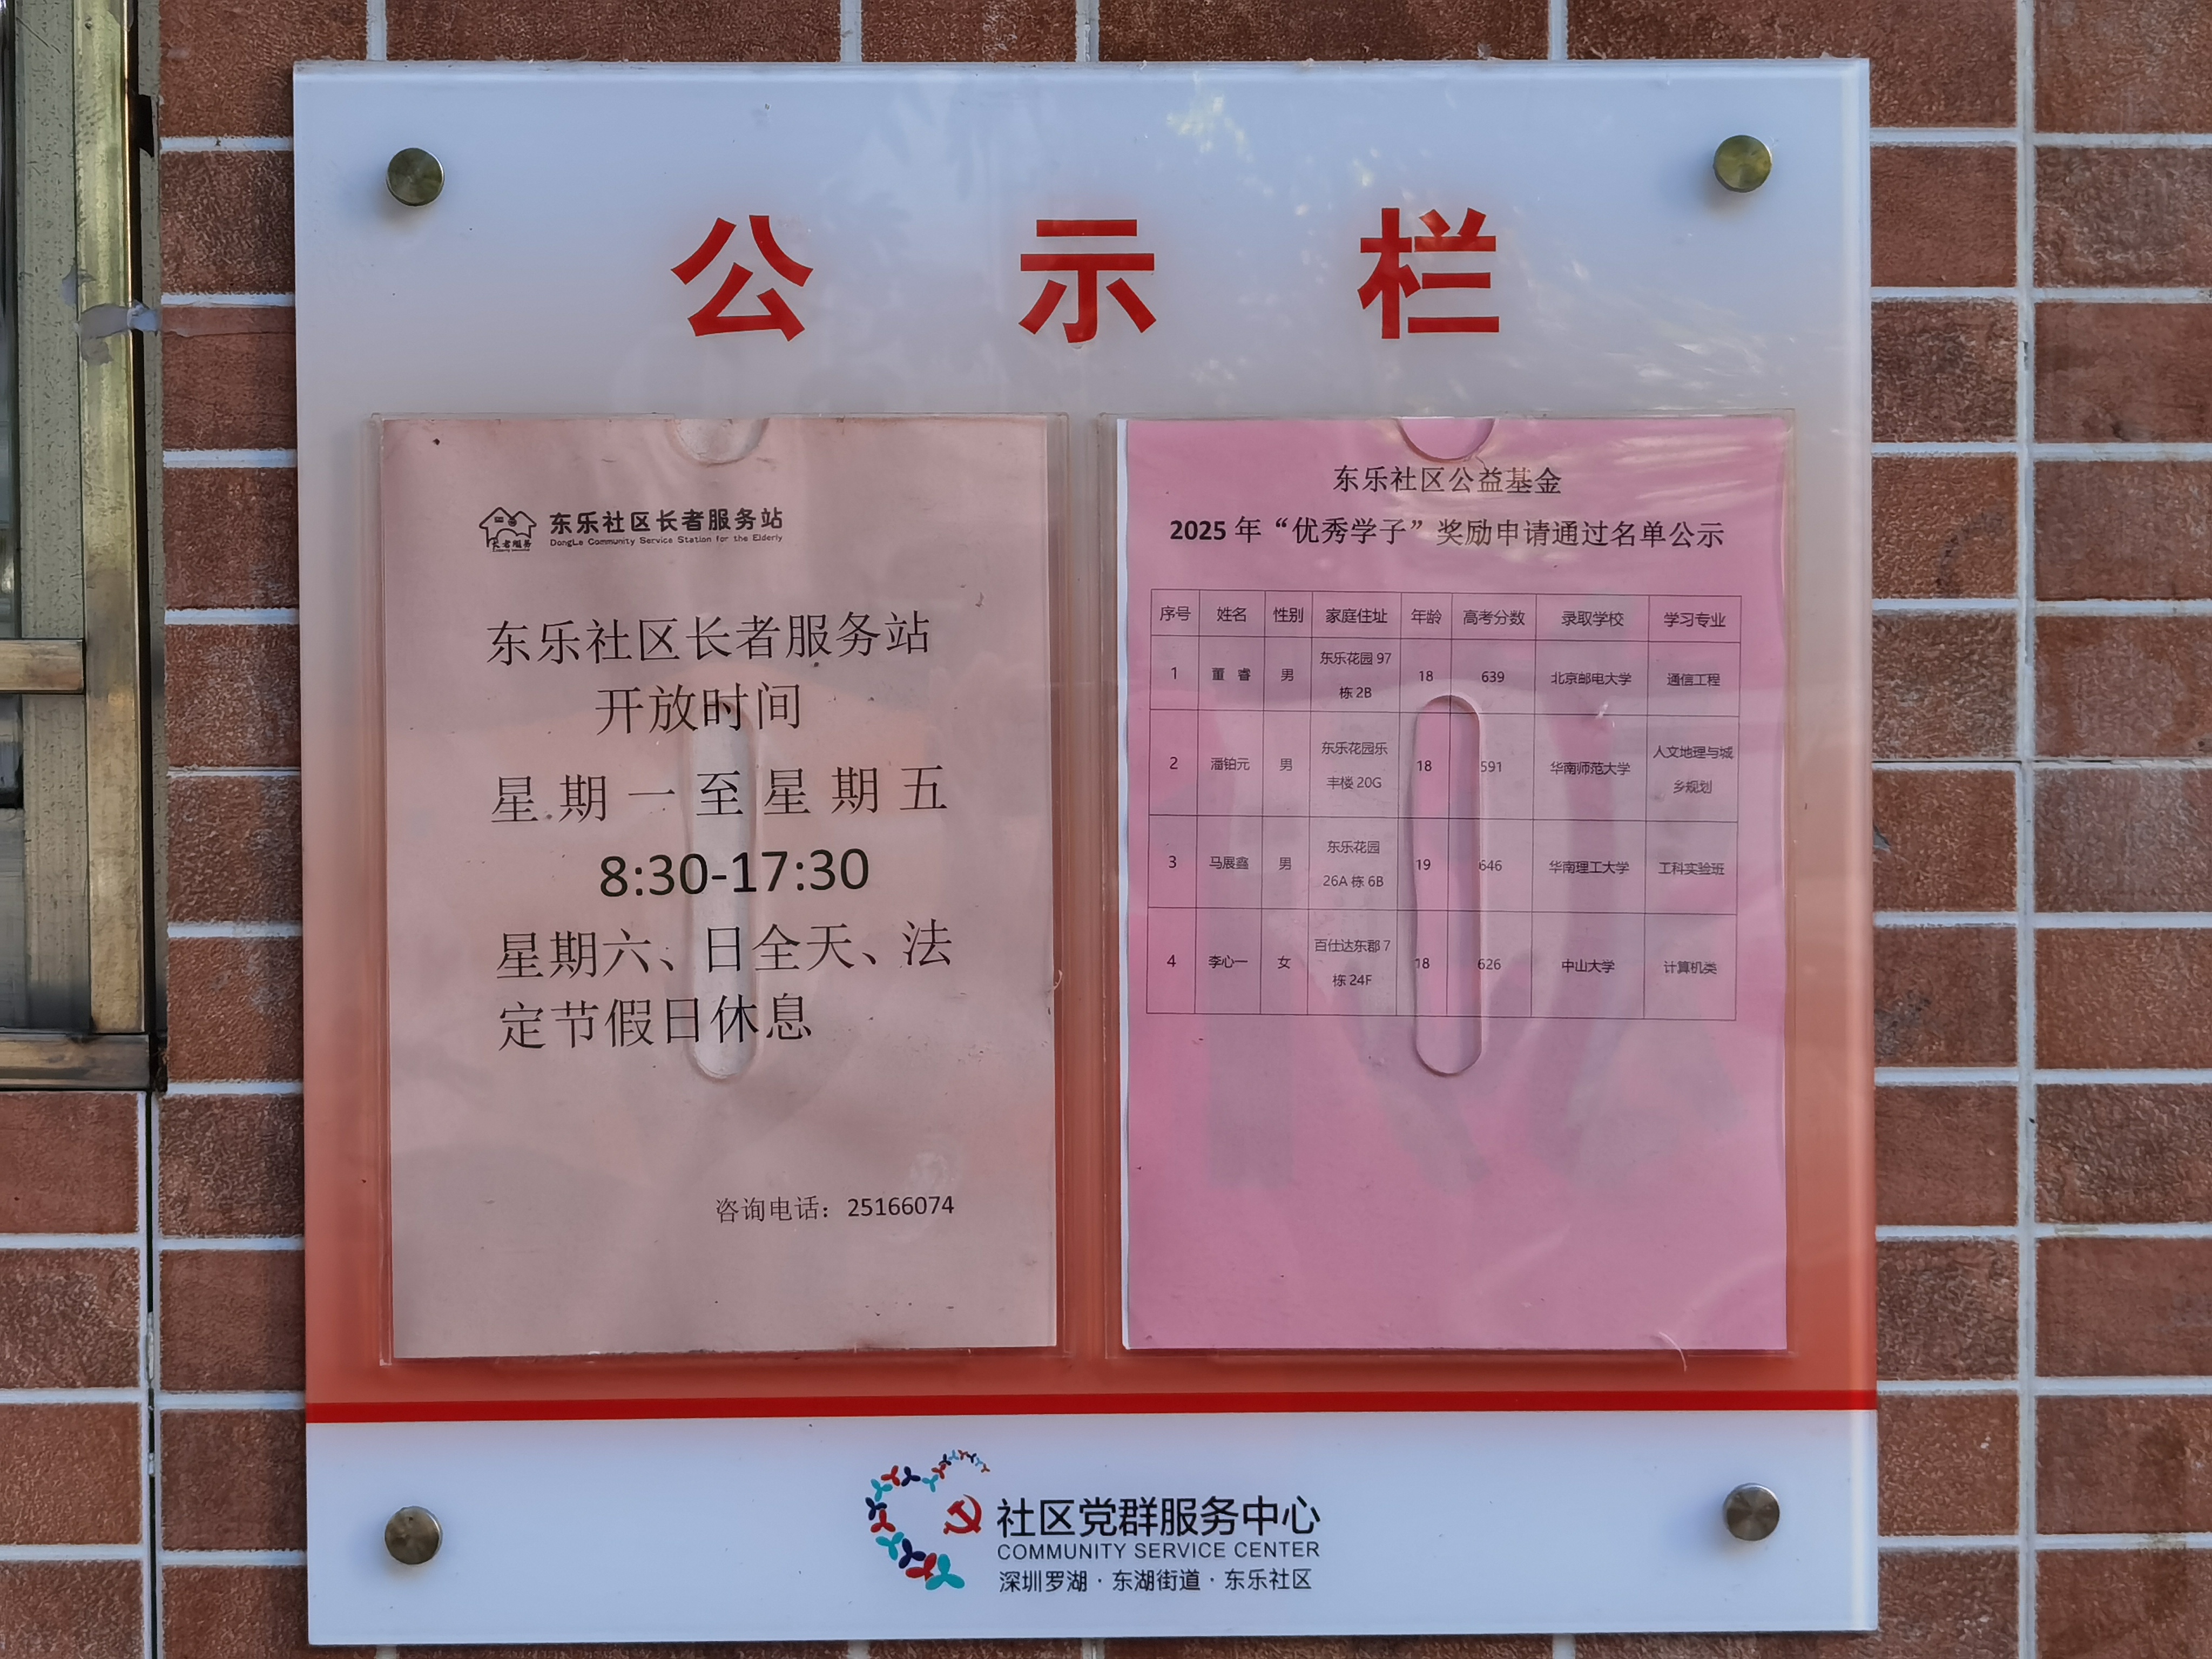 公示栏
长者服务
东乐社区长者服务站
DongLe Community Service Station for the Elderly
东乐社区长者服务站
开放时间
星期一至星期五
8:30-17:30
星期六、日全天、法
定节假日休息
咨询电话：25166074
东乐社区公益基金
2025年“优秀学子”奖励申请通过名单公示
序号 姓名 性别 家庭住址 年龄 高考分数 录取学校 学习专业
1 董睿 男 东乐花园97栋2B 18 639 北京邮电大学 通信工程
2 潘铂元 男 东乐花园乐丰楼20G 18 591 华南师范大学 人文地理与城乡规划
3 马展鑫 男 东乐花园26A栋6B 19 646 华南理工大学 工科实验班
4 李心一 女 百仕达东郡7栋24F 18 626 中山大学 计算机类
社区党群服务中心
COMMUNITY SERVICE CENTER
深圳罗湖·东湖街道·东乐社区